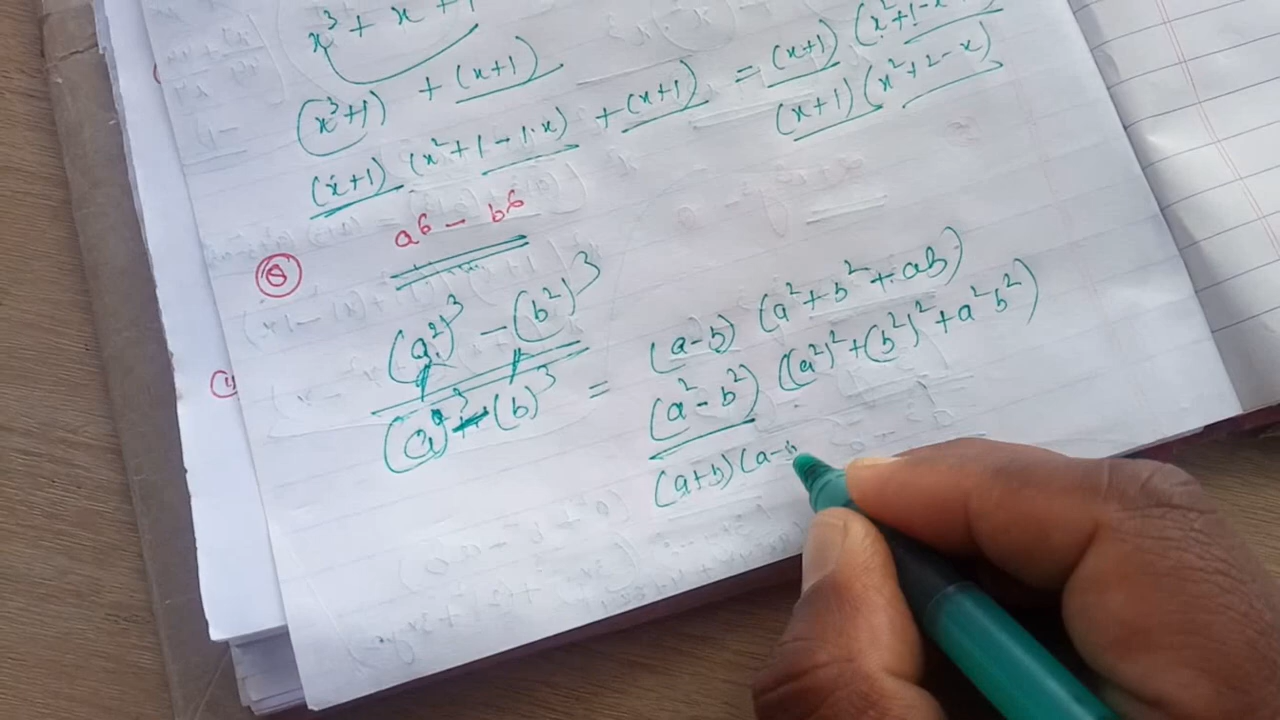 x³ + x + 1
(x³+1) + (x+1) = (x+1) (x²+1-x
(x+1) (x²+1-1·x) + (x+1)
(x+1) (x²+2-x)
⑧ a⁶ - b⁶
(a²)³ - (b²)³
(a-b) (a²+b²+ab)
(a)³ - (b)³ = (a²-b²) ((a²)²+(b²)²+a²b²)
(a+b) (a-b